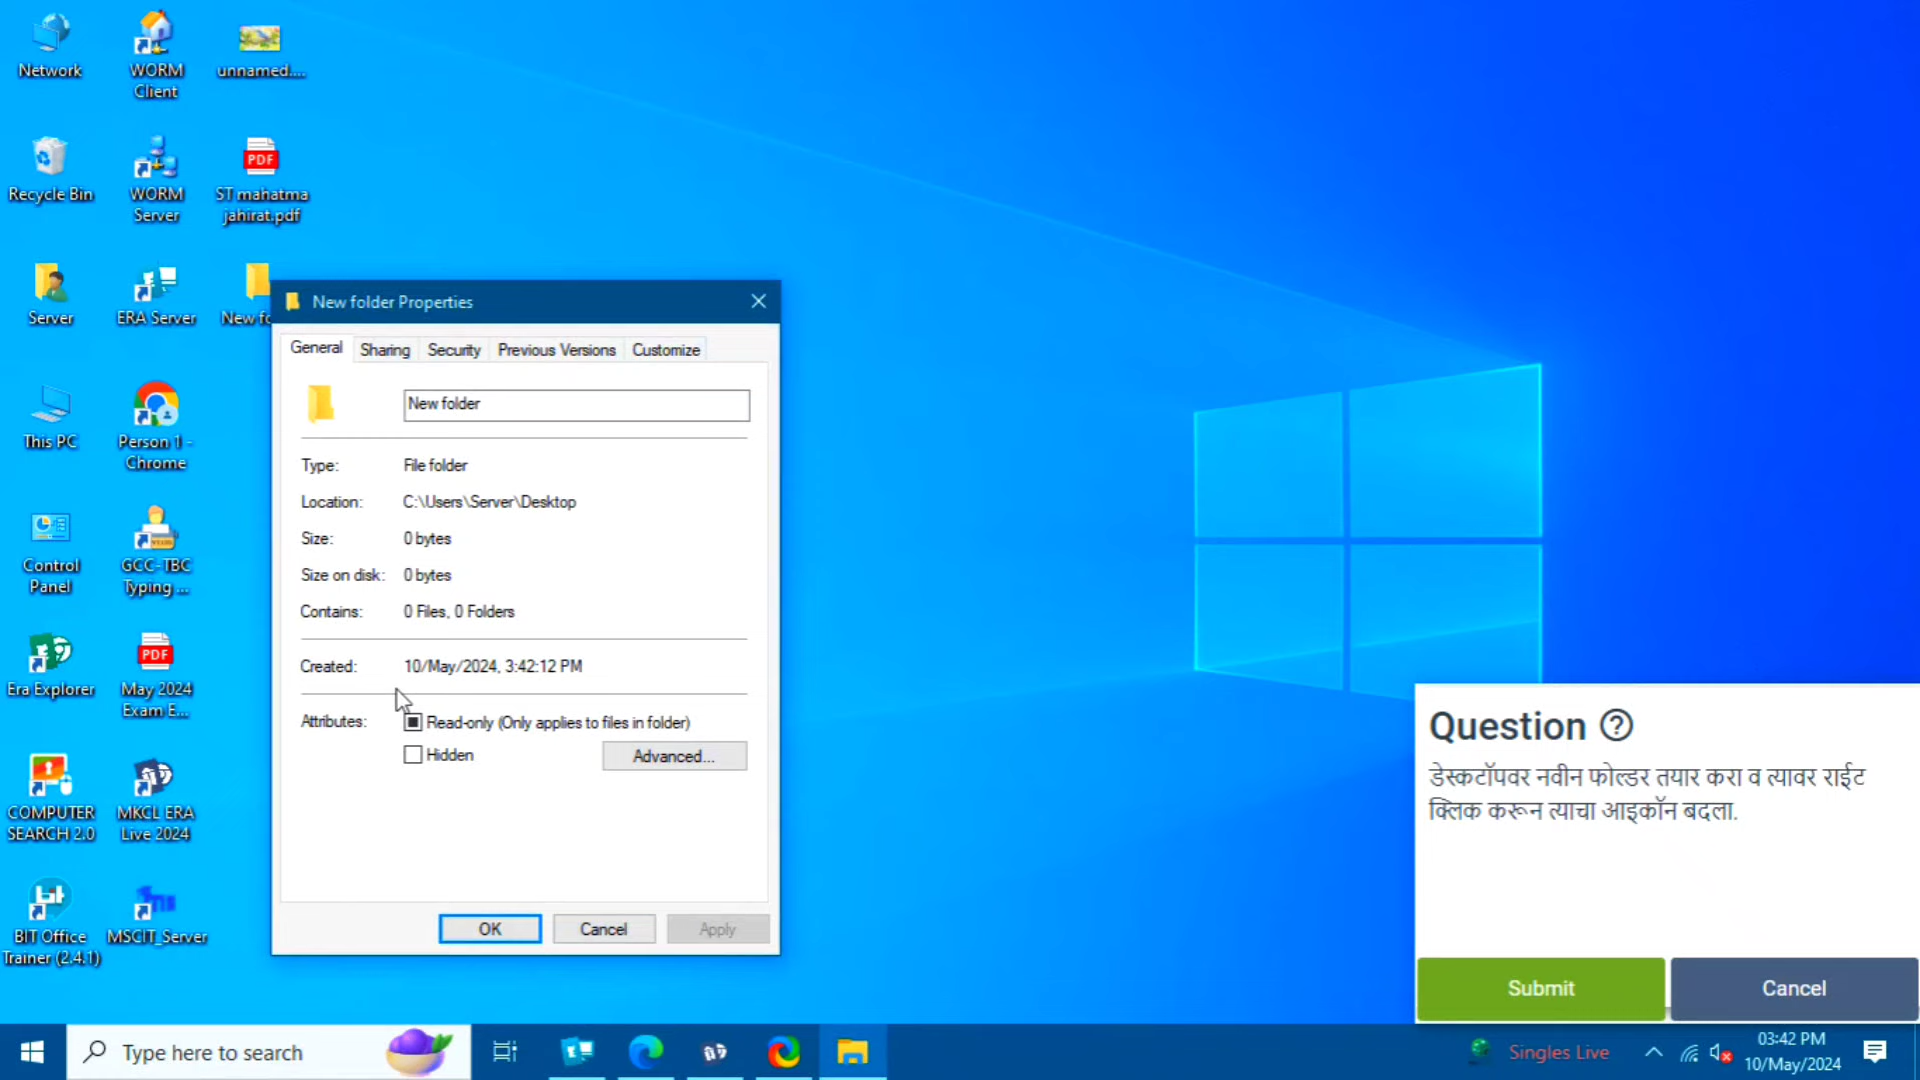 Network
WORM
Client
unnamed....
Recycle Bin
WORM
Server
PDF
ST mahatma
jahirat.pdf
Server
ERA Server
New fo
This PC
Person 1 -
Chrome
Control
Panel
GCC-TBC
Typing ...
Era Explorer
PDF
May 2024
Exam E...
COMPUTER
SEARCH 2.0
MKCL ERA
Live 2024
BIT Office
Trainer (2.4.1)
MSCIT_Server
New folder Properties
General
Sharing
Security
Previous Versions
Customize
New folder
Type: File folder
Location: C:\Users\Server\Desktop
Size: 0 bytes
Size on disk: 0 bytes
Contains: 0 Files, 0 Folders
Created: 10/May/2024, 3:42:12 PM
Attributes: Read-only (Only applies to files in folder)
Hidden
Advanced...
OK
Cancel
Apply
Question
डेस्कटॉपवर नवीन फोल्डर तयार करा व त्यावर राईट
क्लिक करून त्याचा आइकॉन बदला.
Submit
Cancel
Type here to search
Singles Live
03:42 PM
10/May/2024